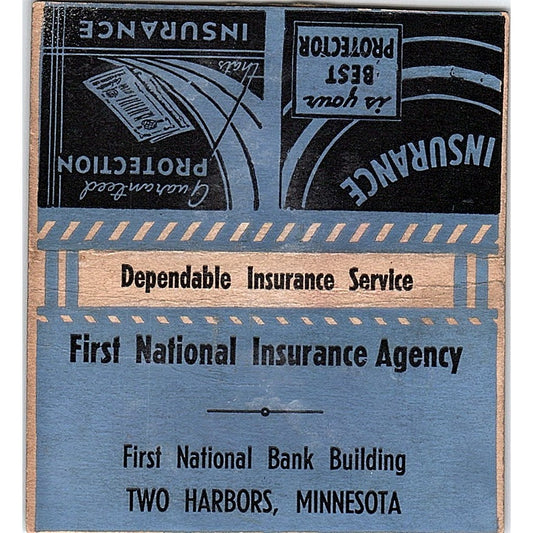 Guaranteed
PROTECTION
that's
INSURANCE
INSURANCE
is your
BEST
PROTECTOR
Dependable Insurance Service
First National Insurance Agency
First National Bank Building
TWO HARBORS, MINNESOTA